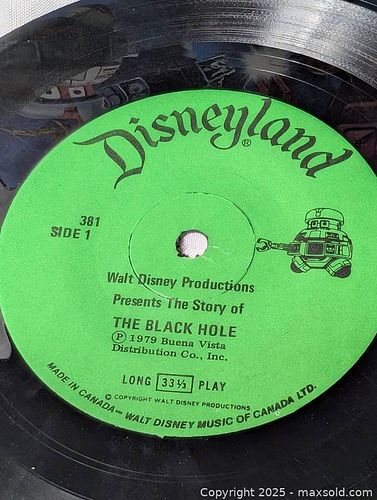 Disneyland®
381
SIDE 1
Walt Disney Productions
Presents The Story of
THE BLACK HOLE
Ⓟ 1979 Buena Vista
Distribution Co., Inc.
LONG 33⅓ PLAY
© COPYRIGHT WALT DISNEY PRODUCTIONS
MADE IN CANADA— WALT DISNEY MUSIC OF CANADA LTD.
Copyright 2025 - maxsold.com